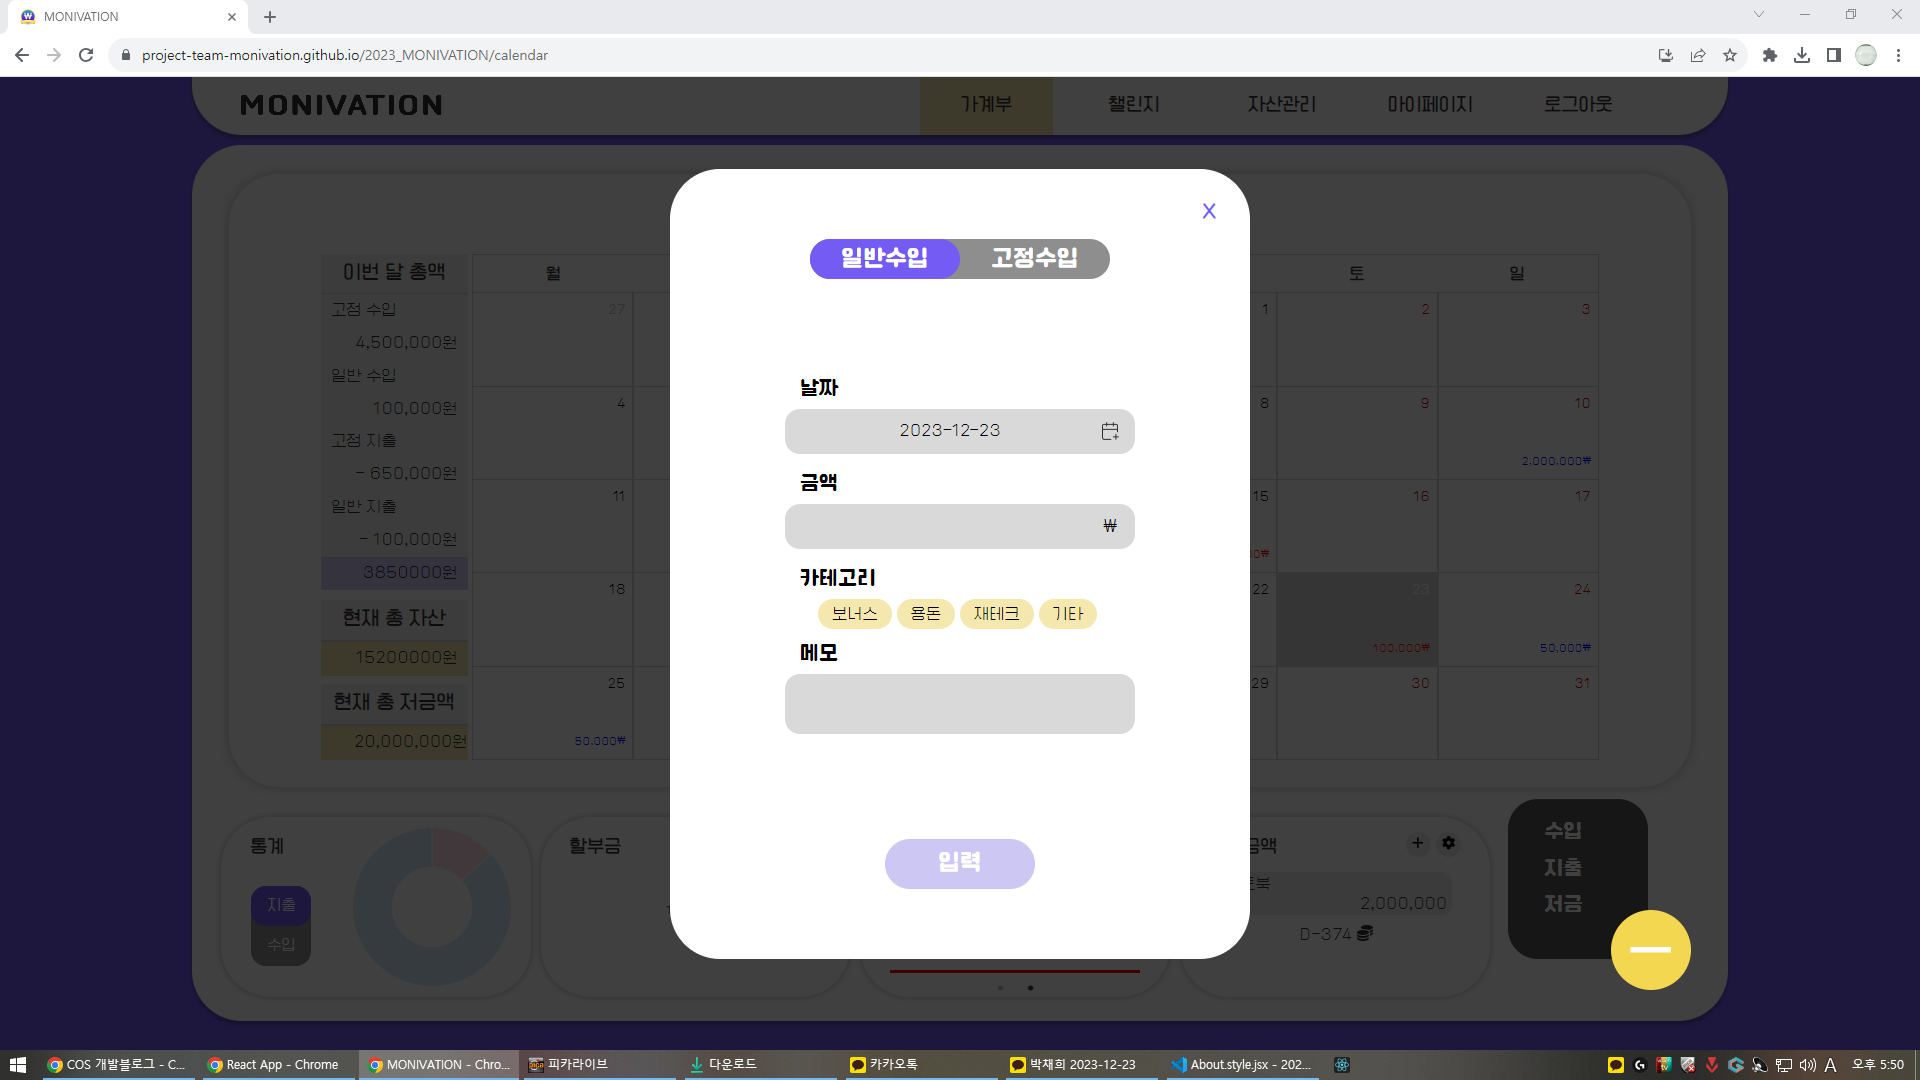 MONIVATION
project-team-monivation.github.io/2023_MONIVATION/calendar
MONIVATION
가계부
챌린지
자산관리
마이페이지
로그아웃
X
일반수입
고정수입
이번 달 총액
고정 수입
4,500,000원
일반 수입
100,000원
고정 지출
- 650,000원
일반 지출
- 100,000원
3850000원
현재 총 자산
15200000원
현재 총 저금액
20,000,000원
월
토
일
27
1
2
3
4
8
9
10
2,000,000₩
11
15
16
17
0₩
18
22
23
24
100,000₩
50,000₩
25
29
30
31
50,000₩
날짜
2023-12-23
금액
₩
카테고리
보너스
용돈
재테크
기타
메모
입력
통계
지출
수입
할부금
금액
북
2,000,000
D-374
수입
지출
저금
COS 개발블로그 - C...
React App - Chrome
MONIVATION - Chro...
피카라이브
다운로드
카카오톡
박채희 2023-12-23
About.style.jsx - 202...
A
오후 5:50